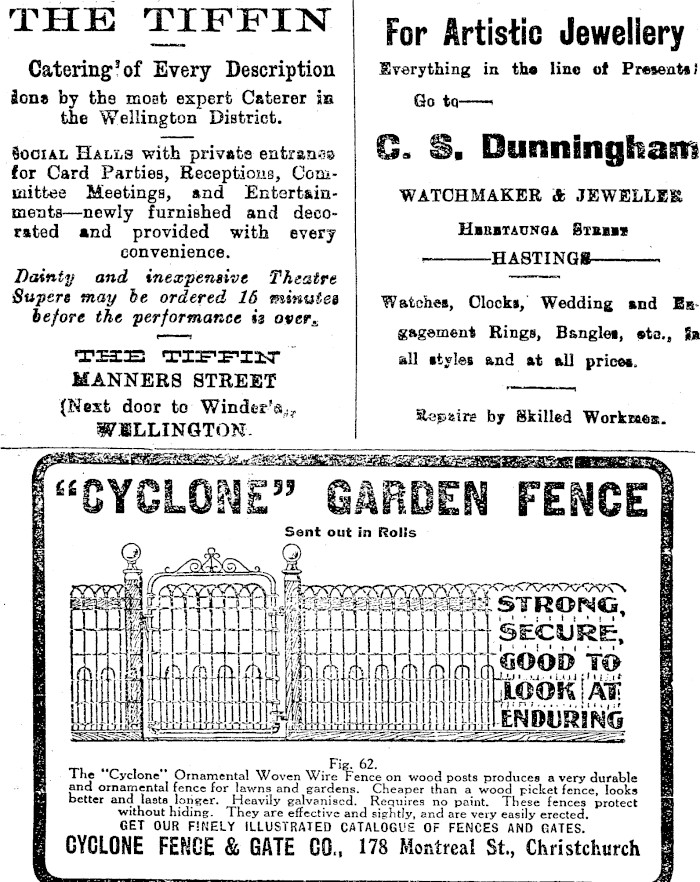 THE TIFFIN
Catering of Every Description
done by the most expert Caterer in
the Wellington District.
SOCIAL HALLS with private entrance
for Card Parties, Receptions, Com-
mittee Meetings, and Entertain-
ments—newly furnished and deco-
rated and provided with every
convenience.
Dainty and inexpensive Theatre
Supers may be ordered 15 minutes
before the performance is over.
THE TIFFIN
MANNERS STREET
(Next door to Winder's,
WELLINGTON.
For Artistic Jewellery
Everything in the line of Presents!
Go to—
C. S. Dunningham
WATCHMAKER & JEWELLER
HERETAUNGA STREET
HASTINGS
Watches, Clocks, Wedding and En-
gagement Rings, Bangles, etc., in
all styles and at all prices.
Repairs by Skilled Workmen.
"CYCLONE" GARDEN FENCE
Sent out in Rolls
STRONG,
SECURE,
GOOD TO
LOOK AT
ENDURING
Fig. 62.
The "Cyclone" Ornamental Woven Wire Fence on wood posts produces a very durable
and ornamental fence for lawns and gardens. Cheaper than a wood picket fence, looks
better and lasts longer. Heavily galvanised. Requires no paint. These fences protect
without hiding. They are effective and sightly, and are very easily erected.
GET OUR FINELY ILLUSTRATED CATALOGUE OF FENCES AND GATES.
CYCLONE FENCE & GATE CO., 178 Montreal St., Christchurch